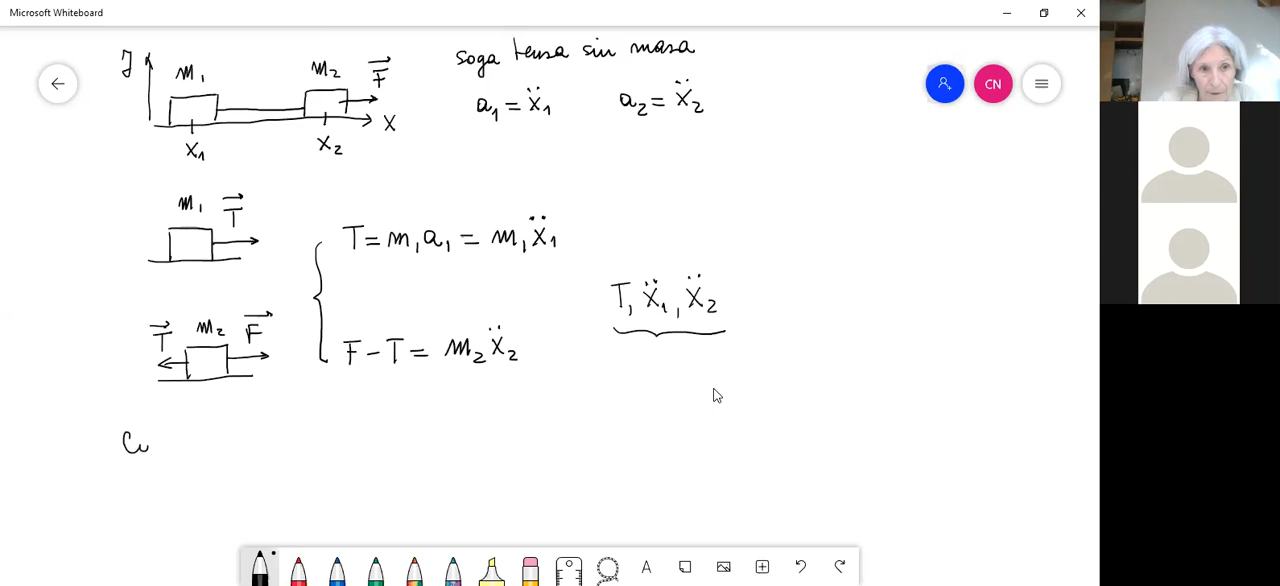 Microsoft Whiteboard
CN
soga tensa sin masa
y m₁ m₂ F⃗
a₁ = ẍ₁ a₂ = ẍ₂
x
x₁ x₂
m₁ T⃗
T = m₁a₁ = m₁ẍ₁
T, ẍ₁, ẍ₂
T⃗ m₂ F⃗
F - T = m₂ẍ₂
Cu
A